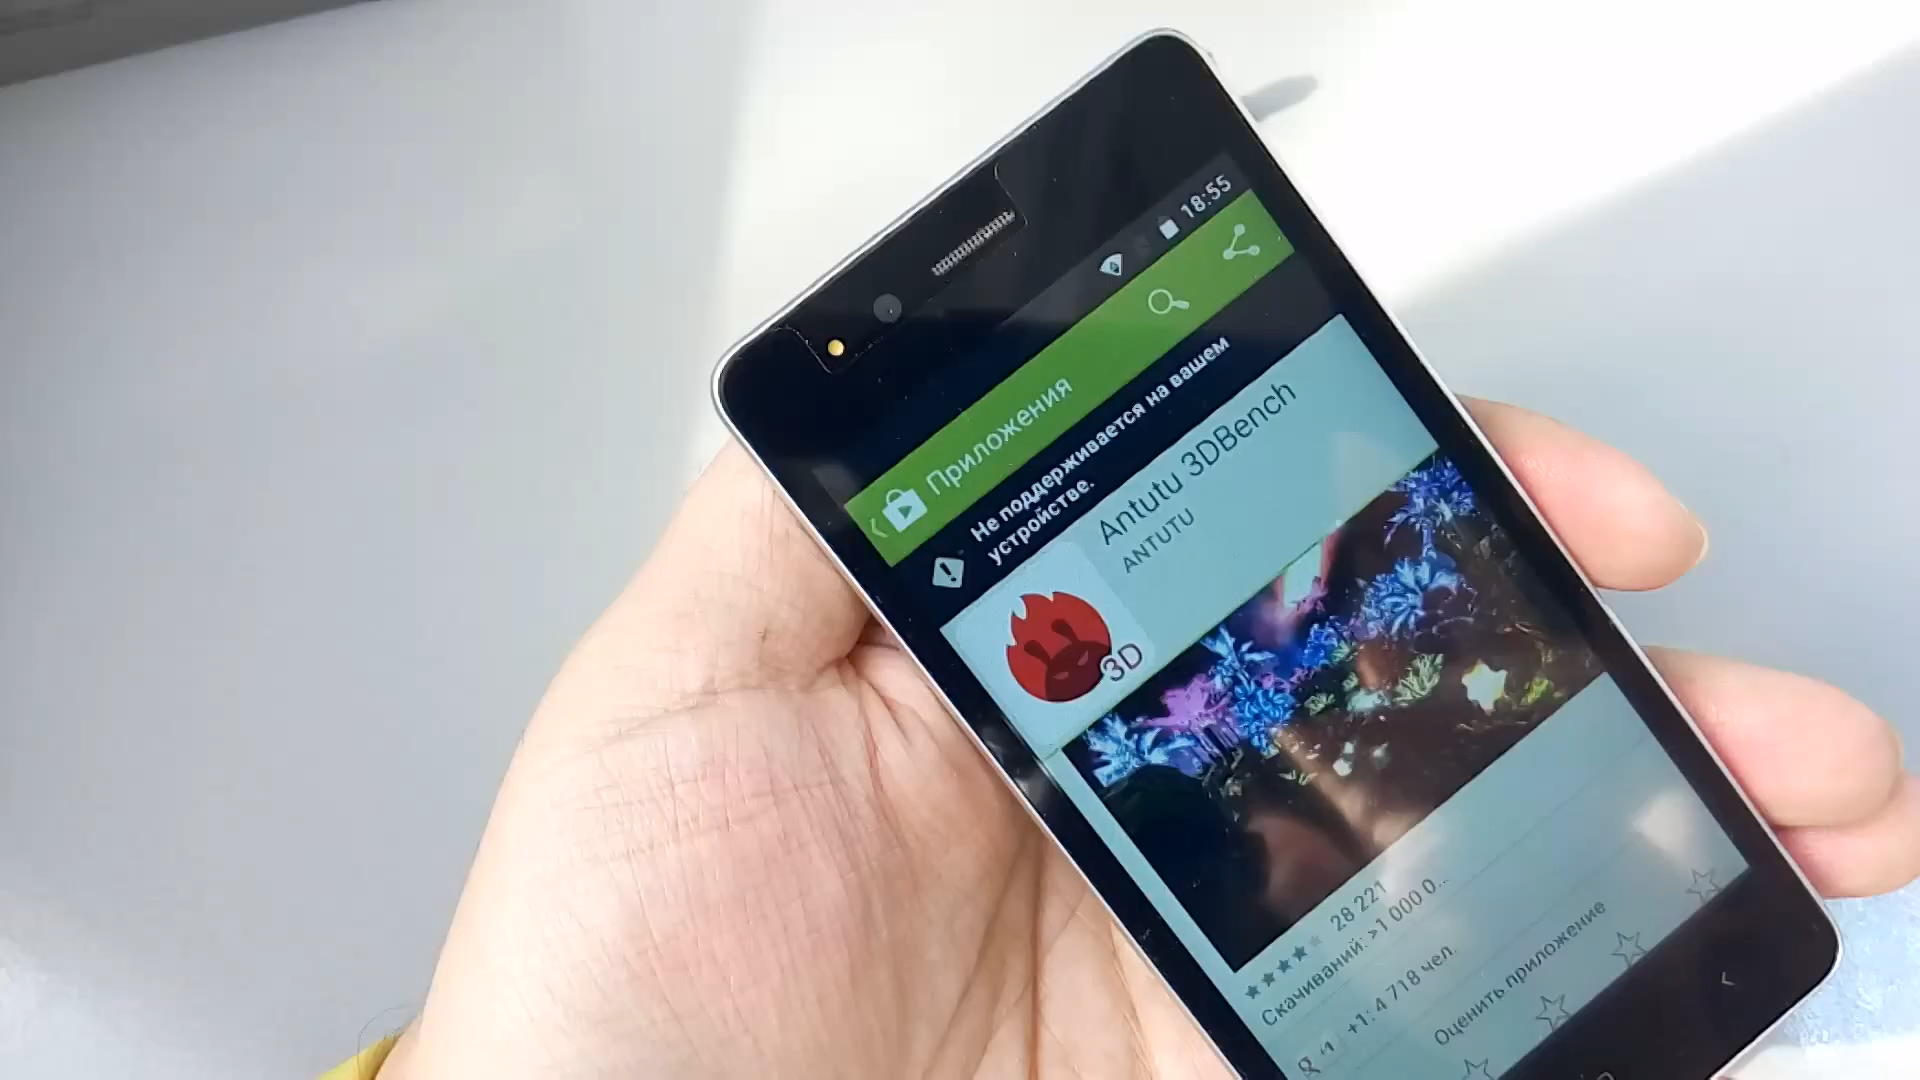 18:55
Приложения
Не поддерживается на вашем
устройстве.
Antutu 3DBench
ANTUTU
3D
28 221
Скачиваний: >1 000 0...
+1: 4 718 чел.
Оценить приложение